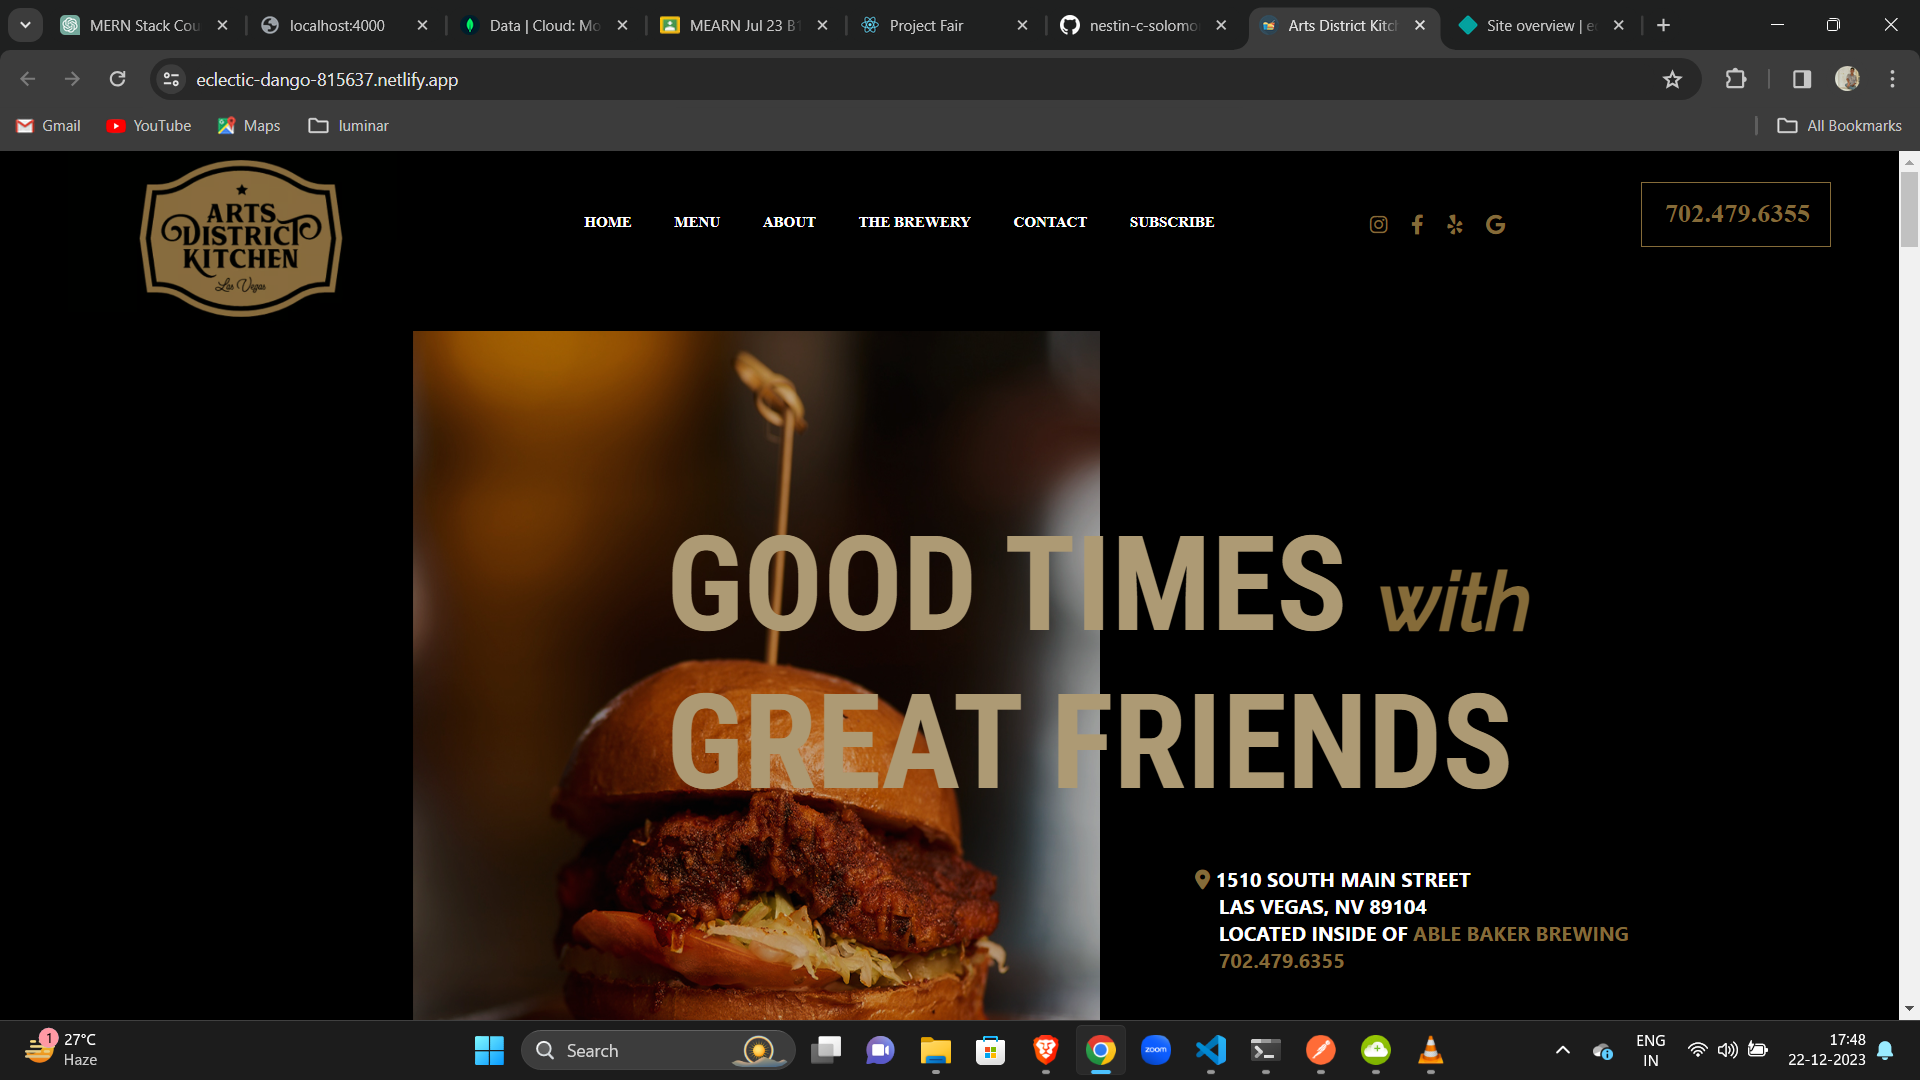 MERN Stack Cou
localhost:4000
Data | Cloud: Mo
MEARN Jul 23 B1
Project Fair
nestin-c-solomo
Arts District Kitch
Site overview | e
eclectic-dango-815637.netlify.app
Gmail
YouTube
Maps
luminar
All Bookmarks
ARTS
DISTRICT
KITCHEN
Las Vegas
HOME
MENU
ABOUT
THE BREWERY
CONTACT
SUBSCRIBE
702.479.6355
GOOD TIMES with
GREAT FRIENDS
1510 SOUTH MAIN STREET
LAS VEGAS, NV 89104
LOCATED INSIDE OF ABLE BAKER BREWING
702.479.6355
1
27°C
Haze
Search
zoom
ENG
IN
17:48
22-12-2023